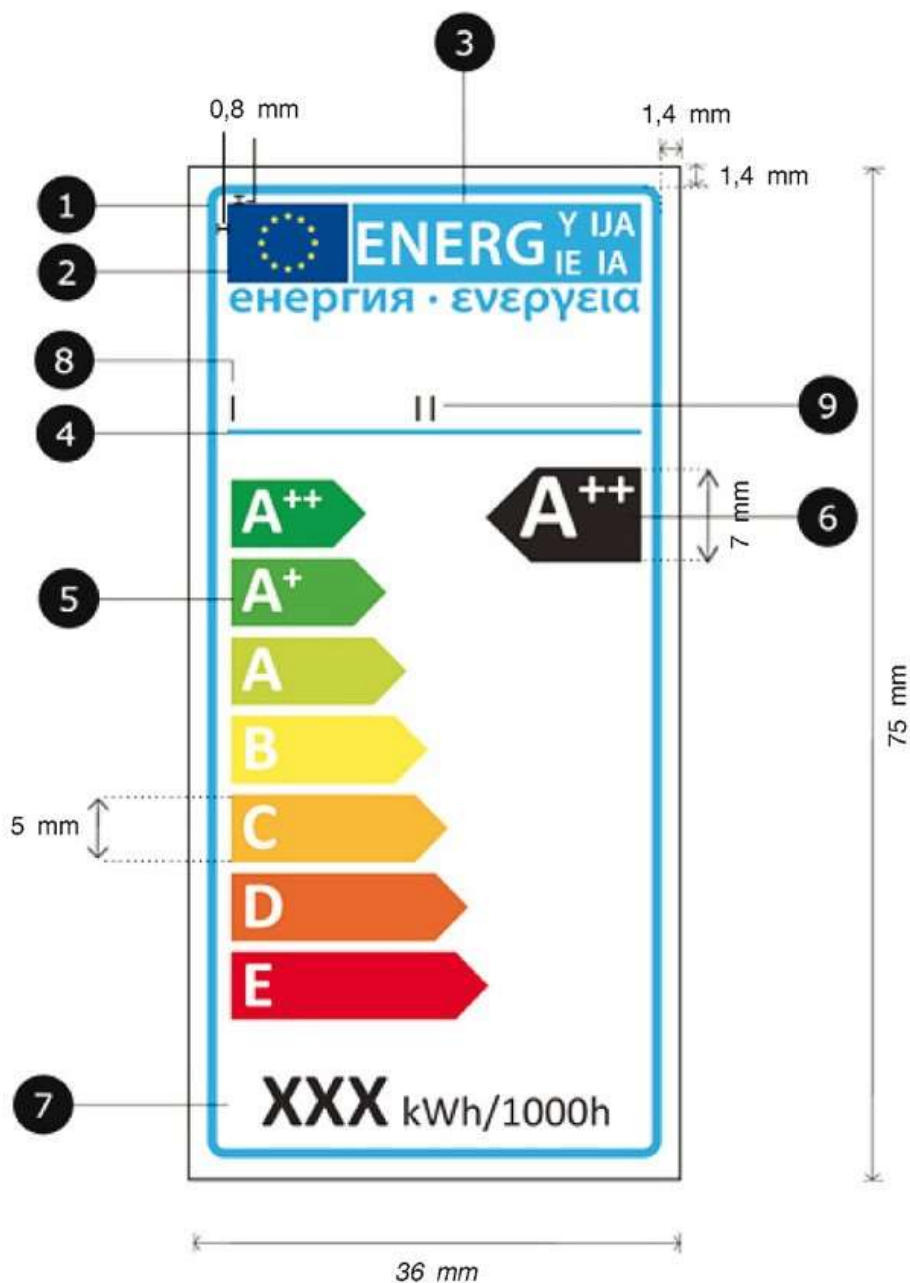 3
0,8 mm
1,4 mm
1,4 mm
1
ENERG Y IJA
IE IA
2
енергия · ενεργεια
8
I II
9
4
A++
A++
7 mm
6
A+
5
A
75 mm
B
5 mm
C
D
E
7
XXX kWh/1000h
36 mm